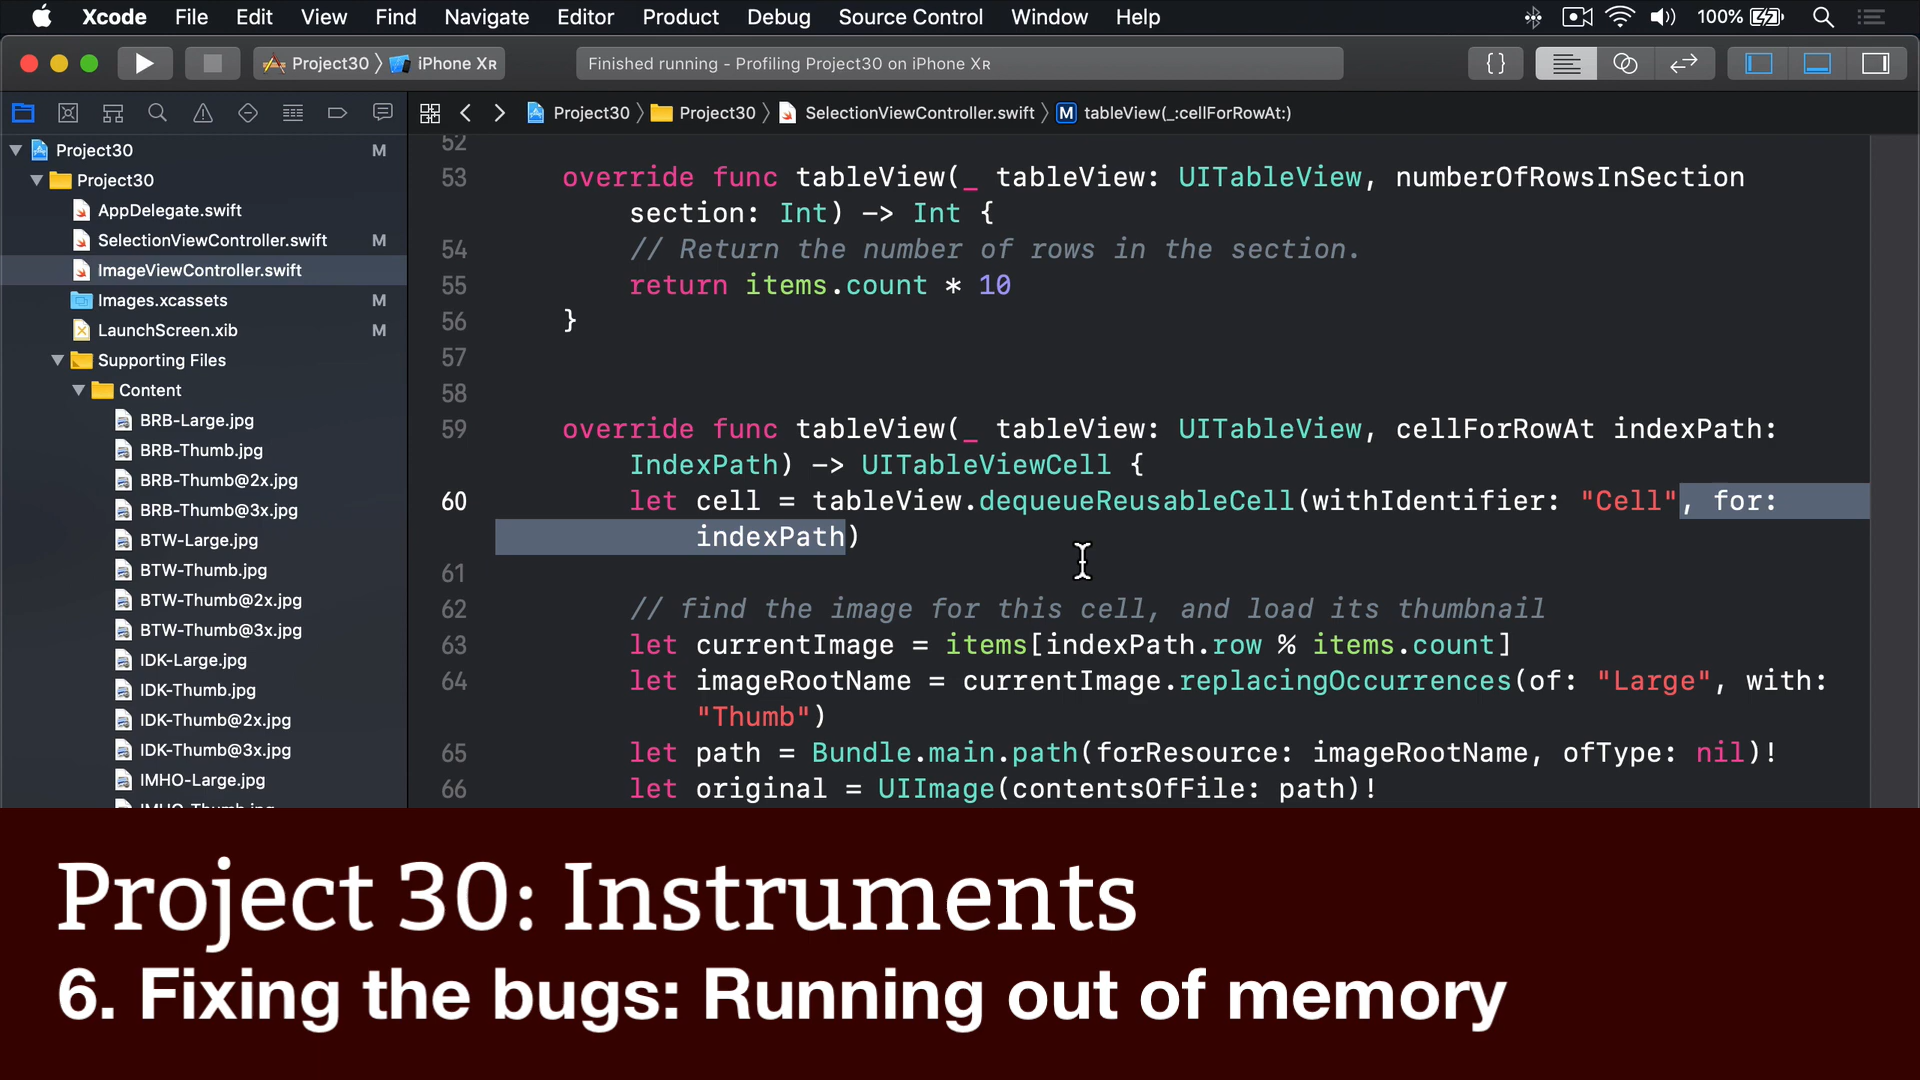 Xcode File Edit View Find Navigate Editor Product Debug Source Control Window Help 100%
Project30 iPhone XR Finished running - Profiling Project30 on iPhone XR {}
Project30 Project30 SelectionViewController.swift M tableView(_:cellForRowAt:)
Project30 M
Project30
AppDelegate.swift
SelectionViewController.swift M
ImageViewController.swift
Images.xcassets M
LaunchScreen.xib M
Supporting Files
Content
BRB-Large.jpg
BRB-Thumb.jpg
BRB-Thumb@2x.jpg
BRB-Thumb@3x.jpg
BTW-Large.jpg
BTW-Thumb.jpg
BTW-Thumb@2x.jpg
BTW-Thumb@3x.jpg
IDK-Large.jpg
IDK-Thumb.jpg
IDK-Thumb@2x.jpg
IDK-Thumb@3x.jpg
IMHO-Large.jpg
IMHO-Thumb.jpg
52
53 override func tableView(_ tableView: UITableView, numberOfRowsInSection
section: Int) -> Int {
54 // Return the number of rows in the section.
55 return items.count * 10
56 }
57
58
59 override func tableView(_ tableView: UITableView, cellForRowAt indexPath:
IndexPath) -> UITableViewCell {
60 let cell = tableView.dequeueReusableCell(withIdentifier: "Cell", for:
indexPath)
61
62 // find the image for this cell, and load its thumbnail
63 let currentImage = items[indexPath.row % items.count]
64 let imageRootName = currentImage.replacingOccurrences(of: "Large", with:
"Thumb")
65 let path = Bundle.main.path(forResource: imageRootName, ofType: nil)!
66 let original = UIImage(contentsOfFile: path)!
Project 30: Instruments
6. Fixing the bugs: Running out of memory